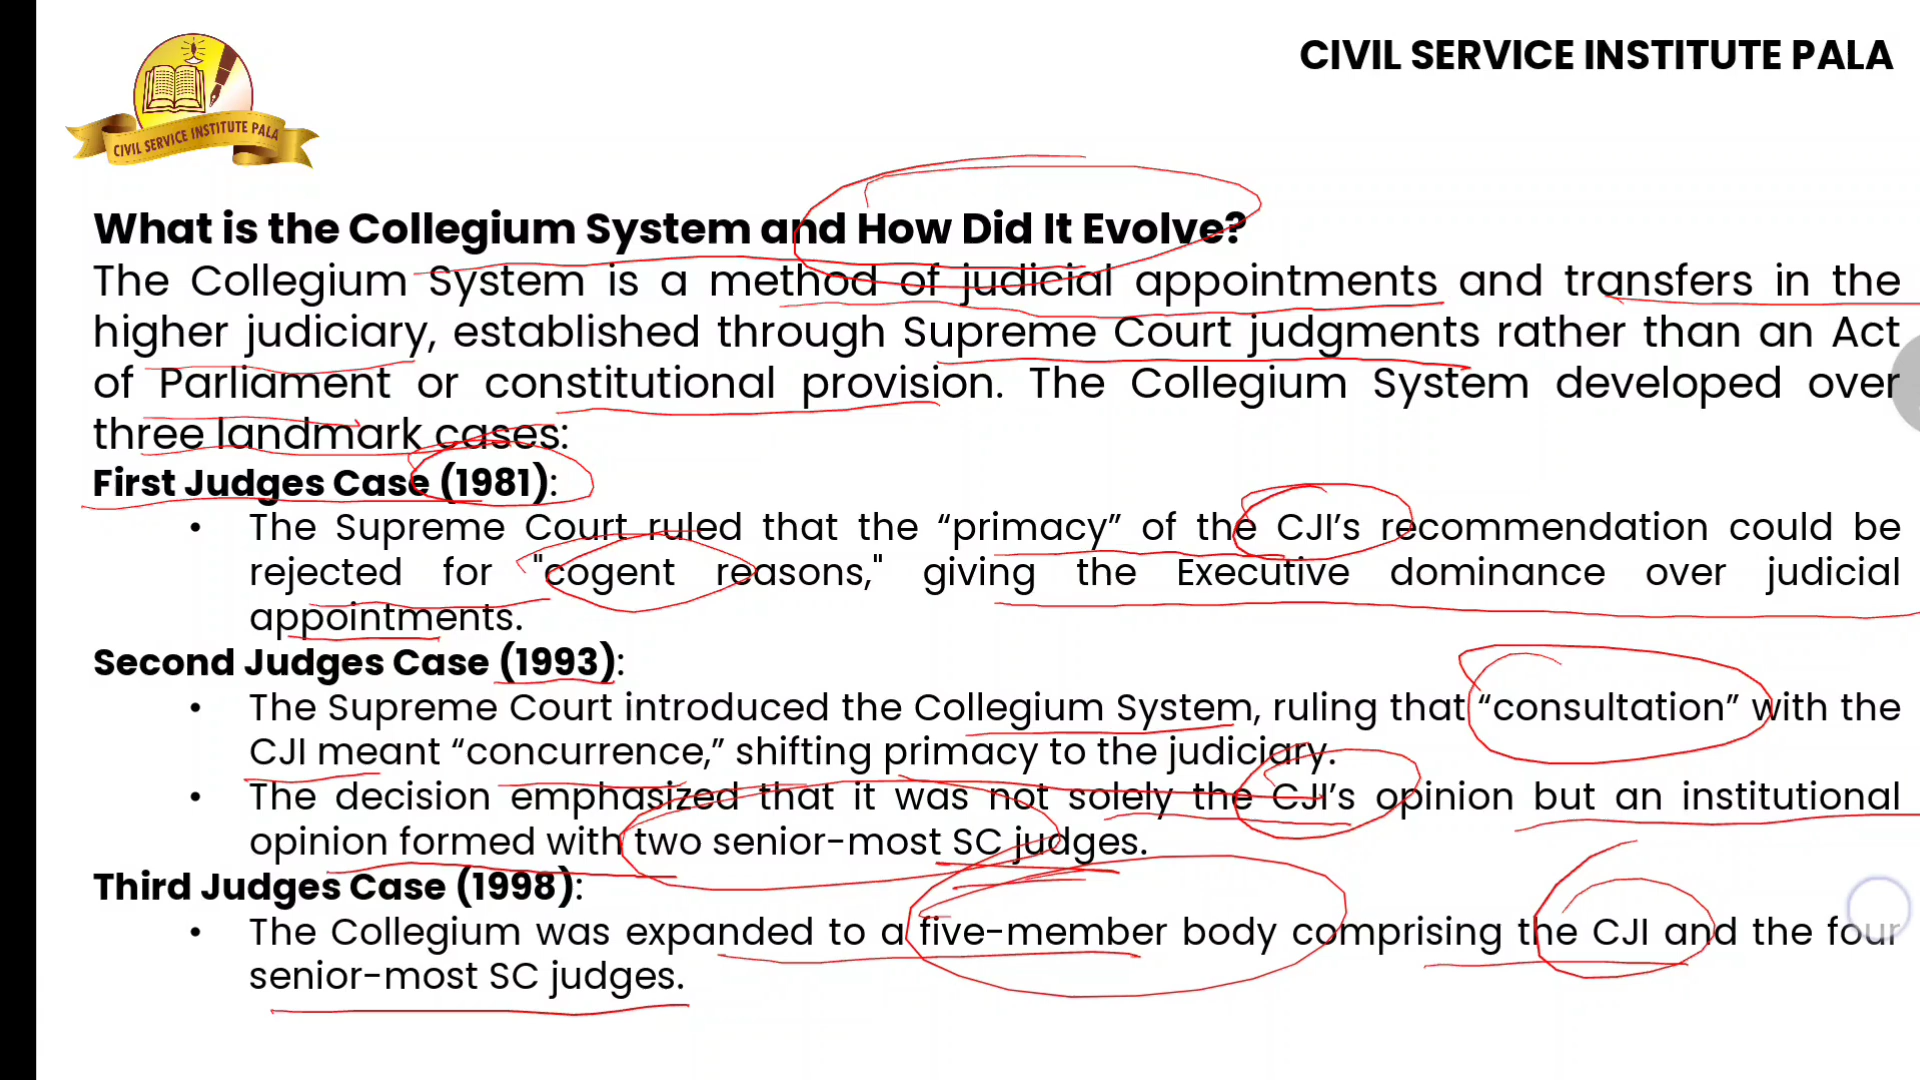 CIVIL SERVICE INSTITUTE PALA
CIVIL SERVICE INSTITUTE PALA
What is the Collegium System and How Did It Evolve?
The Collegium System is a method of judicial appointments and transfers in the
higher judiciary, established through Supreme Court judgments rather than an Act
of Parliament or constitutional provision. The Collegium System developed over
three landmark cases:
First Judges Case (1981):
• The Supreme Court ruled that the “primacy” of the CJI’s recommendation could be
rejected for "cogent reasons," giving the Executive dominance over judicial
appointments.
Second Judges Case (1993):
• The Supreme Court introduced the Collegium System, ruling that “consultation” with the
CJI meant “concurrence,” shifting primacy to the judiciary.
• The decision emphasized that it was not solely the CJI’s opinion but an institutional
opinion formed with two senior-most SC judges.
Third Judges Case (1998):
• The Collegium was expanded to a five-member body comprising the CJI and the four
senior-most SC judges.